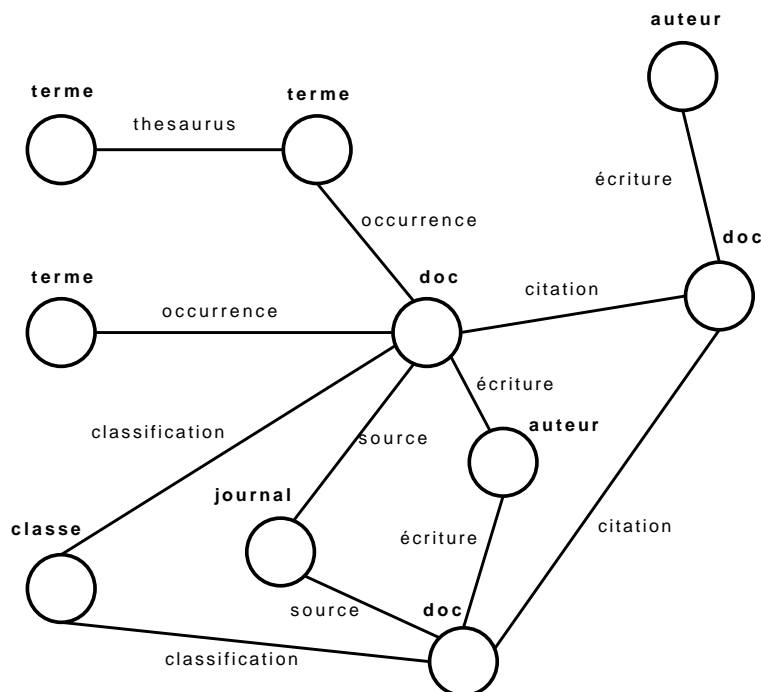 auteur
terme
terme
thesaurus
écriture
occurrence
doc
terme
doc
citation
occurrence
écriture
auteur
classification
source
journal
classe
citation
écriture
source
doc
classification